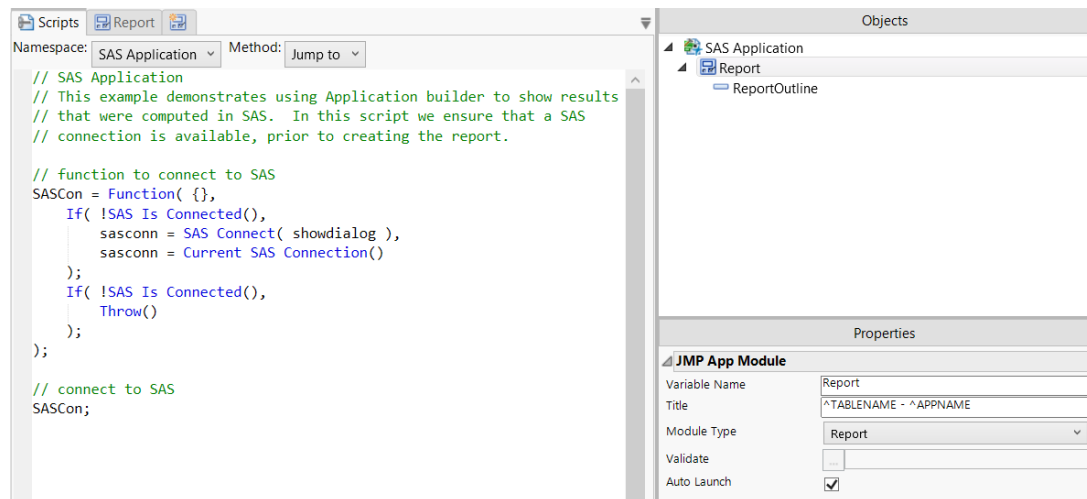 Scripts Report
Namespace: SAS Application Method: Jump to
// SAS Application
// This example demonstrates using Application builder to show results
// that were computed in SAS.  In this script we ensure that a SAS
// connection is available, prior to creating the report.
// function to connect to SAS
SASCon = Function( {},
    If( !SAS Is Connected(),
        sasconn = SAS Connect( showdialog ),
        sasconn = Current SAS Connection()
    );
    If( !SAS Is Connected(),
        Throw()
    );
);
// connect to SAS
SASCon;
Objects
SAS Application
Report
ReportOutline
Properties
JMP App Module
Variable Name Report
Title ^TABLENAME - ^APPNAME
Module Type Report
Validate ...
Auto Launch